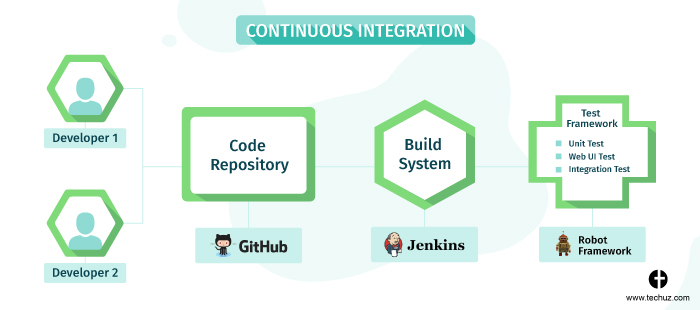 CONTINUOUS INTEGRATION
Developer 1
Developer 2
Code
Repository
GitHub
Build
System
Jenkins
Test
Framework
Unit Test
Web UI Test
Integration Test
Robot
Framework
www.techuz.com